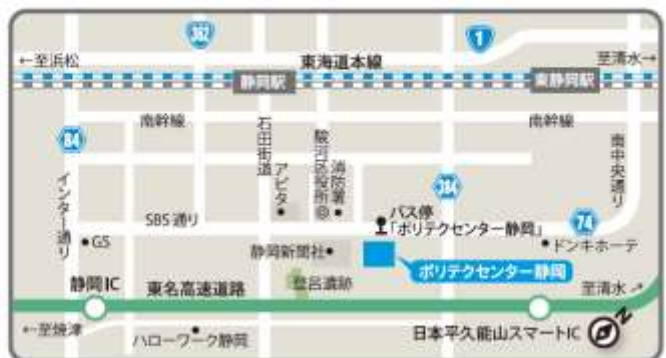 362
1
←至浜松
東海道本線
至清水→
静岡駅
東静岡駅
南幹線
南幹線
84
石田街道
駿河区役所
消防署
アピタ
南中央通り
インター通り
384
バス停
「ポリテクセンター静岡」
74
SBS通り
GS
静岡新聞社
ドンキホーテ
ポリテクセンター静岡
静岡IC
東名高速道路
登呂遺跡
至清水→
←至焼津
ハローワーク静岡
日本平久能山スマートIC
N